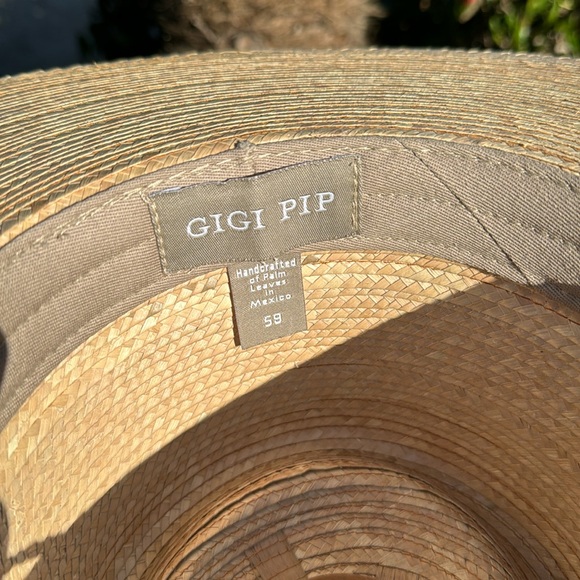 GIGI PIP
Handcrafted
of Palm
Leaves
in
Mexico
59